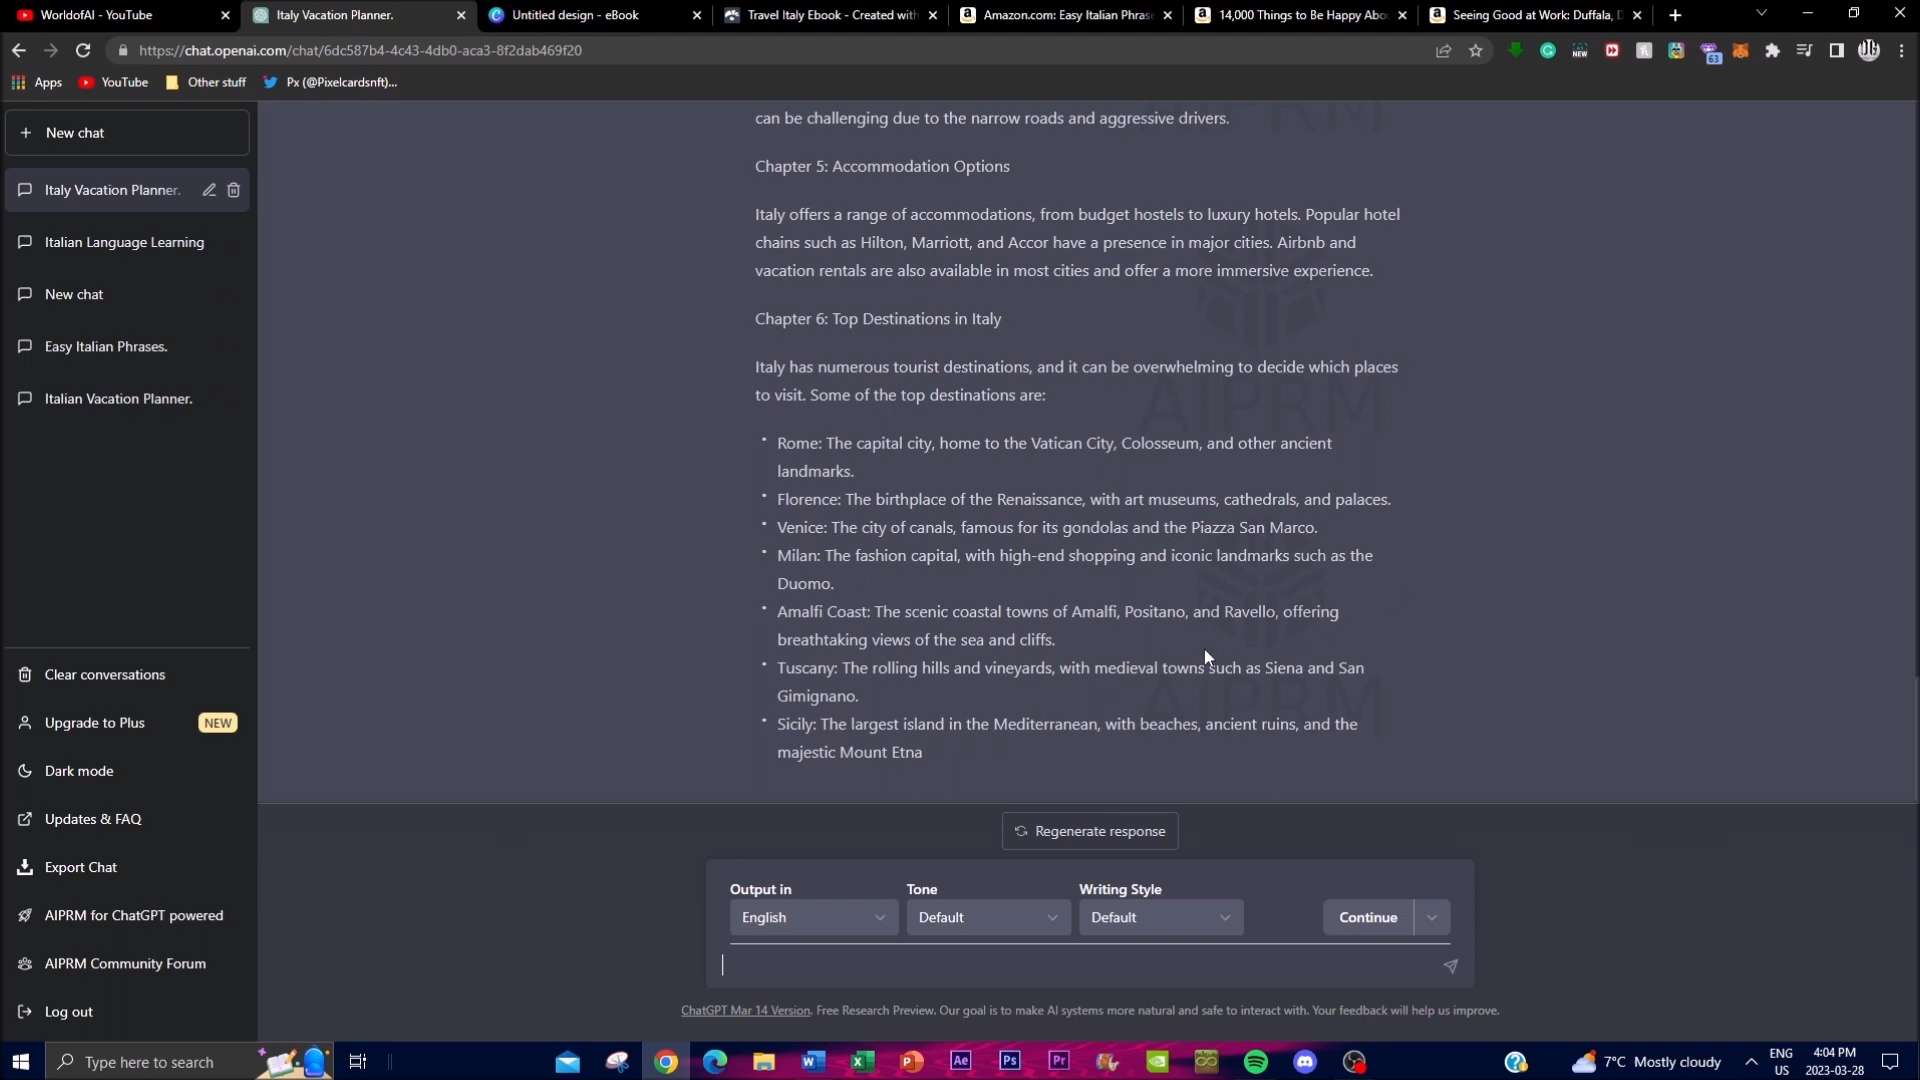 WorldofAI - YouTube
Italy Vacation Planner.
Untitled design - eBook
Travel Italy Ebook - Created with
Amazon.com: Easy Italian Phrase
14,000 Things to Be Happy Abo
Seeing Good at Work: Duffala, D
https://chat.openai.com/chat/6dc587b4-4c43-4db0-aca3-8f2dab469f20
63
Apps
YouTube
Other stuff
Px (@Pixelcardsnft)...
New chat
Italy Vacation Planner.
Italian Language Learning
New chat
Easy Italian Phrases.
Italian Vacation Planner.
Clear conversations
Upgrade to Plus
NEW
Dark mode
Updates & FAQ
Export Chat
AIPRM for ChatGPT powered
AIPRM Community Forum
Log out
can be challenging due to the narrow roads and aggressive drivers.
Chapter 5: Accommodation Options
Italy offers a range of accommodations, from budget hostels to luxury hotels. Popular hotel
chains such as Hilton, Marriott, and Accor have a presence in major cities. Airbnb and
vacation rentals are also available in most cities and offer a more immersive experience.
Chapter 6: Top Destinations in Italy
Italy has numerous tourist destinations, and it can be overwhelming to decide which places
to visit. Some of the top destinations are:
• Rome: The capital city, home to the Vatican City, Colosseum, and other ancient
landmarks.
• Florence: The birthplace of the Renaissance, with art museums, cathedrals, and palaces.
• Venice: The city of canals, famous for its gondolas and the Piazza San Marco.
• Milan: The fashion capital, with high-end shopping and iconic landmarks such as the
Duomo.
• Amalfi Coast: The scenic coastal towns of Amalfi, Positano, and Ravello, offering
breathtaking views of the sea and cliffs.
• Tuscany: The rolling hills and vineyards, with medieval towns such as Siena and San
Gimignano.
• Sicily: The largest island in the Mediterranean, with beaches, ancient ruins, and the
majestic Mount Etna
AIPRM
AIPRM
AIPRM
Regenerate response
Output in
Tone
Writing Style
English
Default
Default
Continue
ChatGPT Mar 14 Version. Free Research Preview. Our goal is to make AI systems more natural and safe to interact with. Your feedback will help us improve.
Type here to search
Ae
Ps
Pr
7°C Mostly cloudy
ENG
US
4:04 PM
2023-03-28